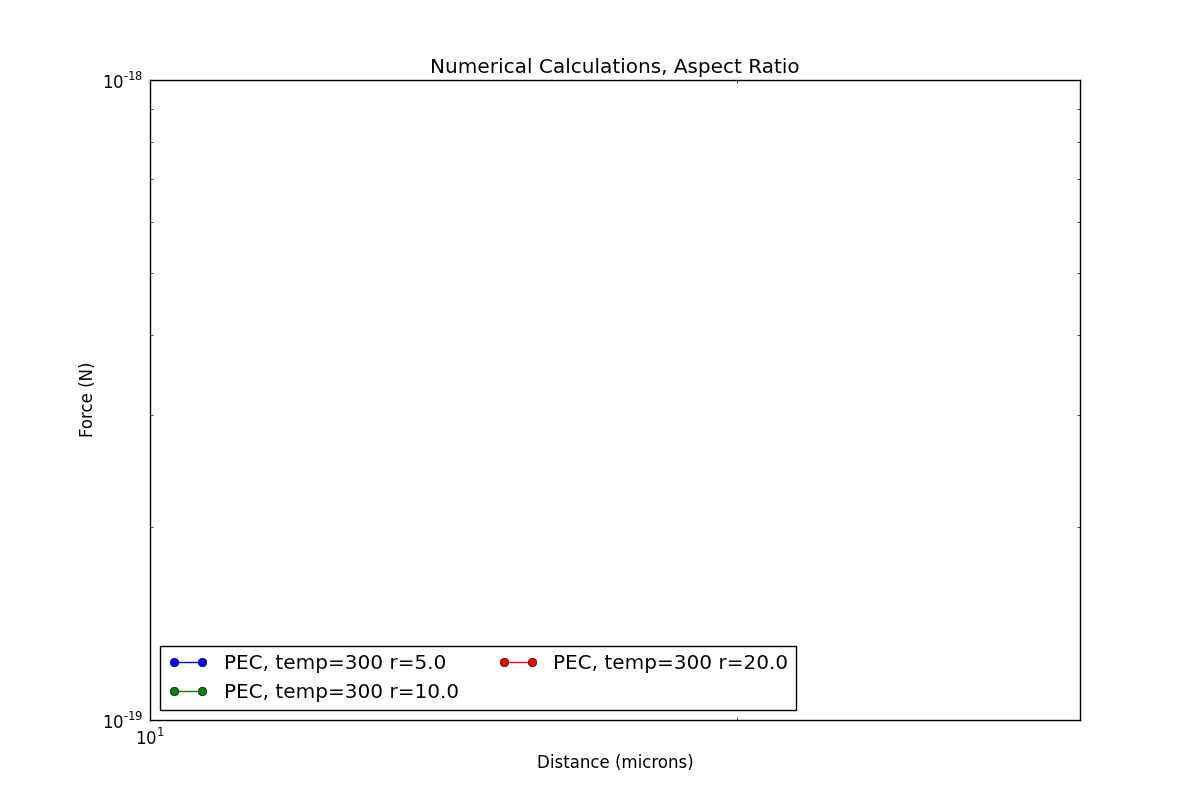 Numerical Calculations, Aspect Ratio
10^-18
Force (N)
PEC, temp=300 r=5.0
PEC, temp=300 r=10.0
PEC, temp=300 r=20.0
10^-19
10^1
Distance (microns)